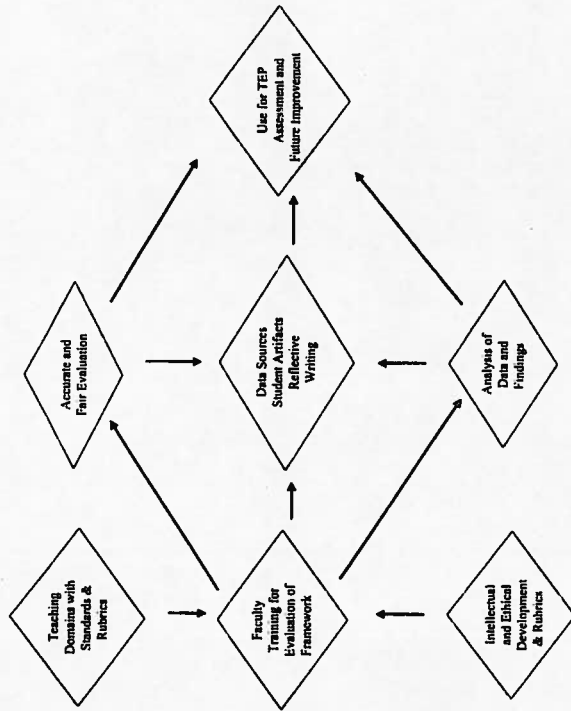 Teaching
Domains with
Standards &
Rubrics
Accurate and
Fair Evaluation
Faculty
Training for
Evaluation of
Framework
Data Sources
Student Artifacts
Reflective
Writing
Use for TEP
Assessment and
Future Improvement
Intellectual
and Ethical
Development
& Rubrics
Analysis of
Data and
Findings